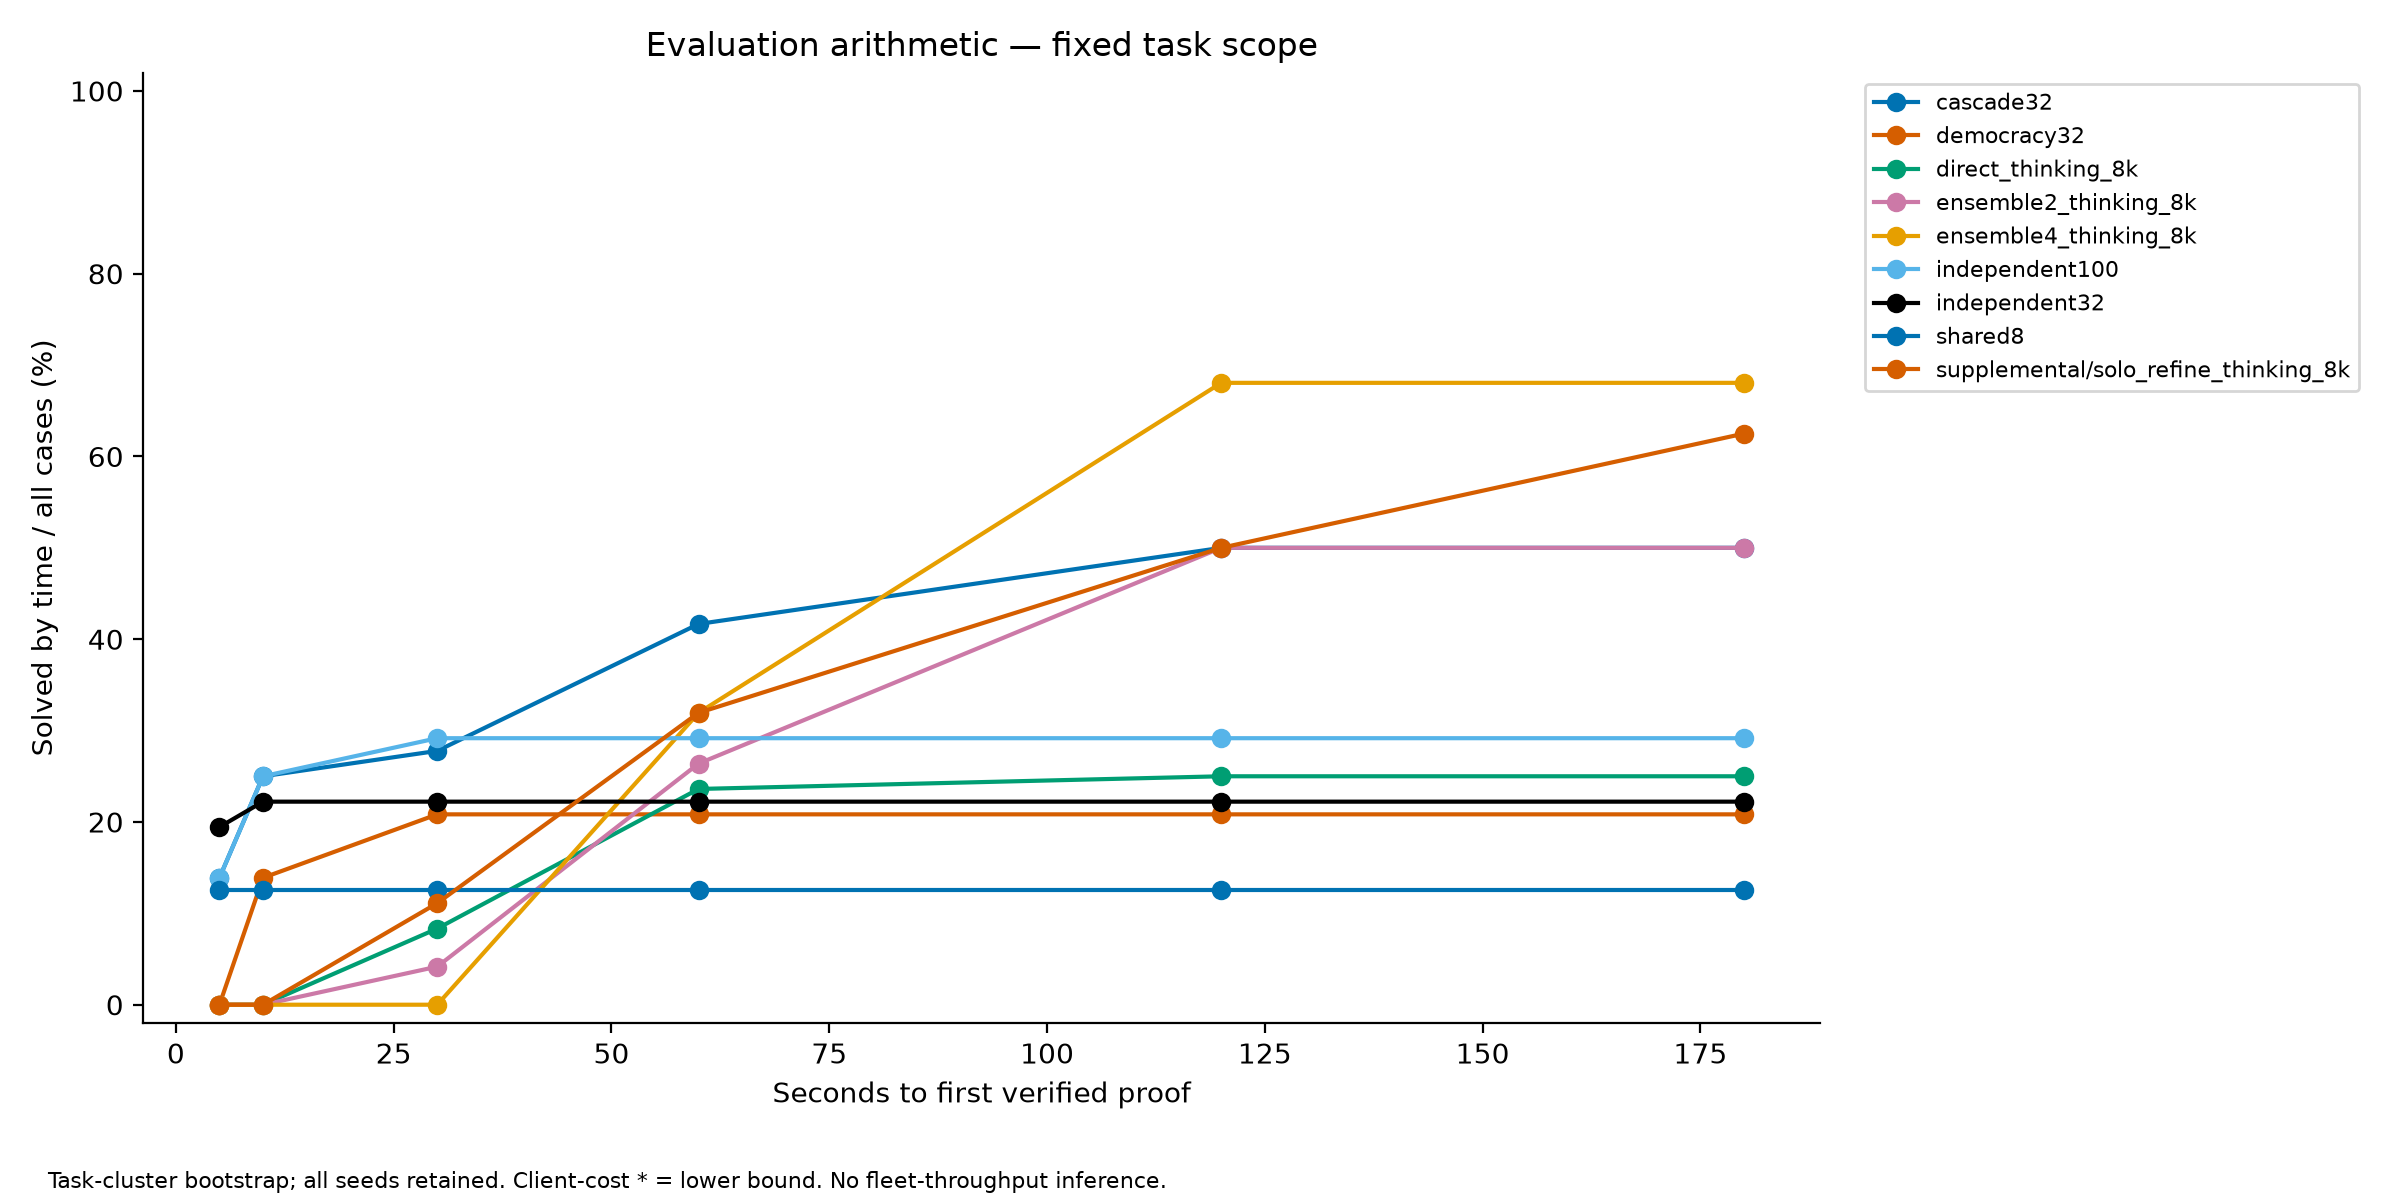 Evaluation arithmetic — fixed task scope
100
80
60
40
20
0
Solved by time / all cases (%)
0 25 50 75 100 125 150 175
Seconds to first verified proof
cascade32
democracy32
direct_thinking_8k
ensemble2_thinking_8k
ensemble4_thinking_8k
independent100
independent32
shared8
supplemental/solo_refine_thinking_8k
Task-cluster bootstrap; all seeds retained. Client-cost * = lower bound. No fleet-throughput inference.